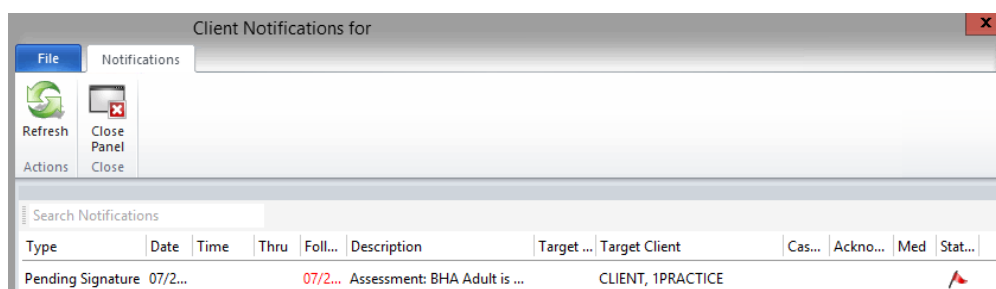 Client Notifications for
x
File Notifications
Refresh Close Panel
Actions Close
Search Notifications
Type Date Time Thru Foll... Description Target ... Target Client Cas... Ackno... Med Stat...
Pending Signature 07/2... 07/2... Assessment: BHA Adult is ... CLIENT, 1PRACTICE